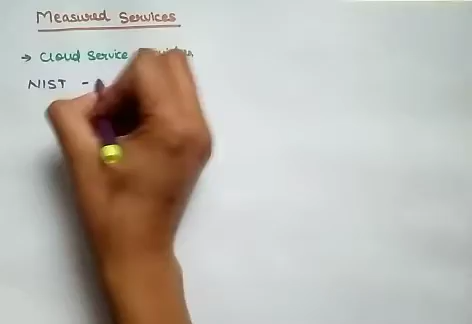 Measured Services
→ Cloud Service
NIST -